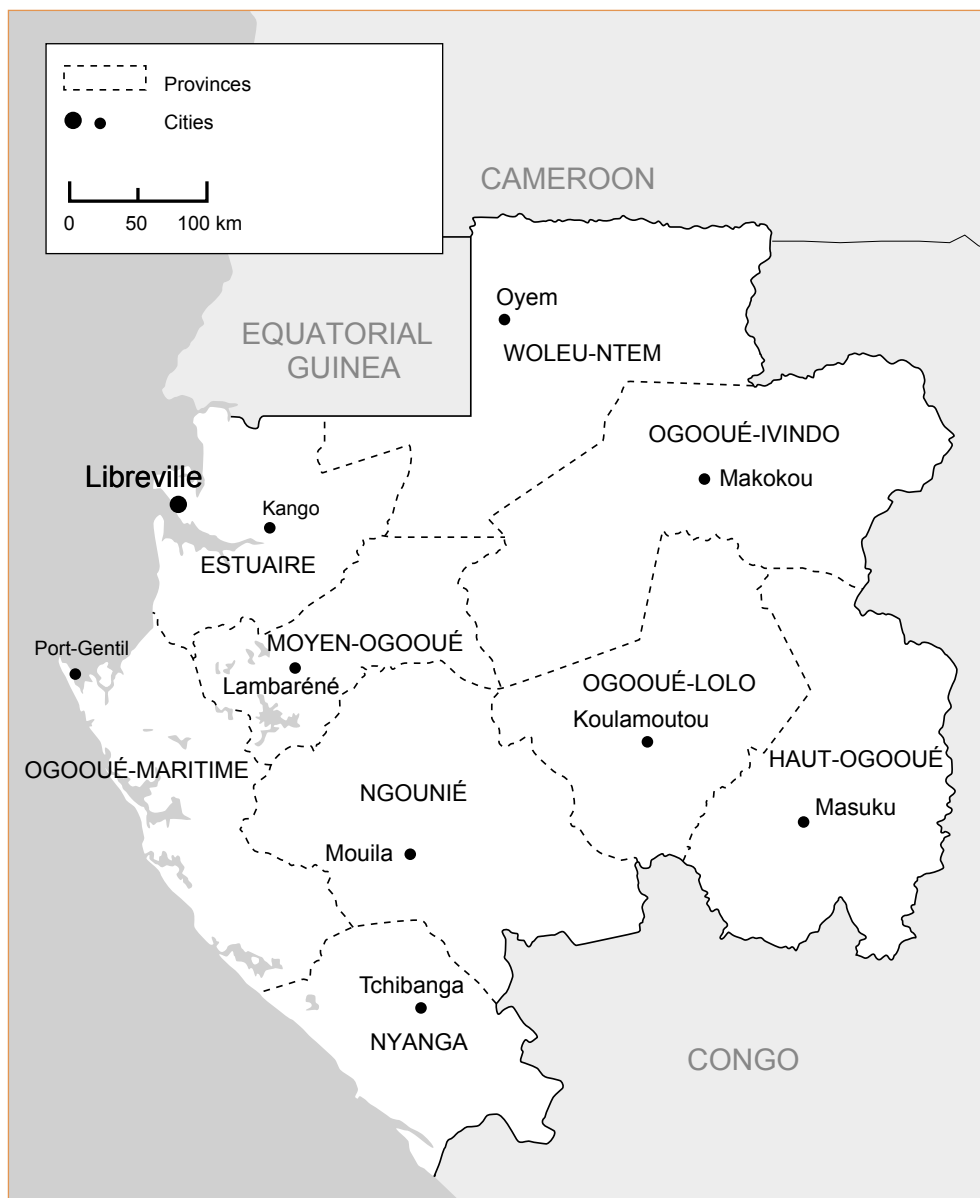 Provinces
Cities
0 50 100 km
CAMEROON
EQUATORIAL
GUINEA
Oyem
WOLEU-NTEM
OGOOUÉ-IVINDO
Makokou
Libreville
Kango
ESTUAIRE
Port-Gentil
MOYEN-OGOOUÉ
Lambaréné
OGOOUÉ-LOLO
Koulamoutou
OGOOUÉ-MARITIME
HAUT-OGOOUÉ
NGOUNIÉ
Masuku
Mouila
Tchibanga
NYANGA
CONGO